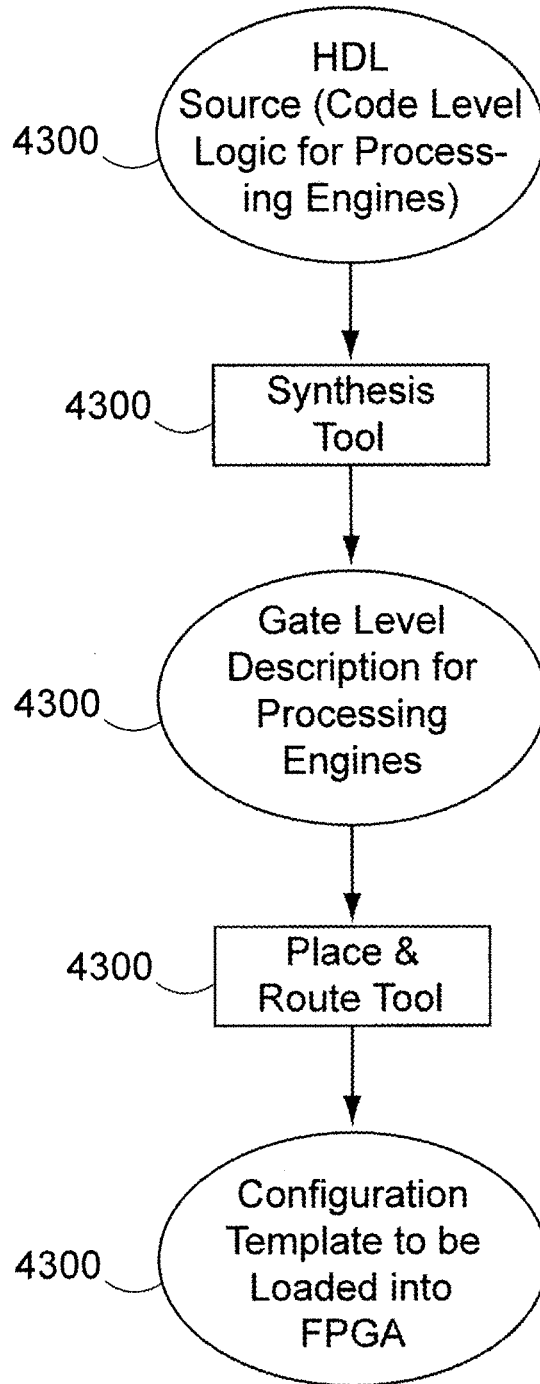 HDL
Source (Code Level
4300
Logic for Process-
ing Engines)
4300
Synthesis
Tool
Gate Level
Description for
4300
Processing
Engines
4300
Place &
Route Tool
Configuration
Template to be
4300
Loaded into
FPGA